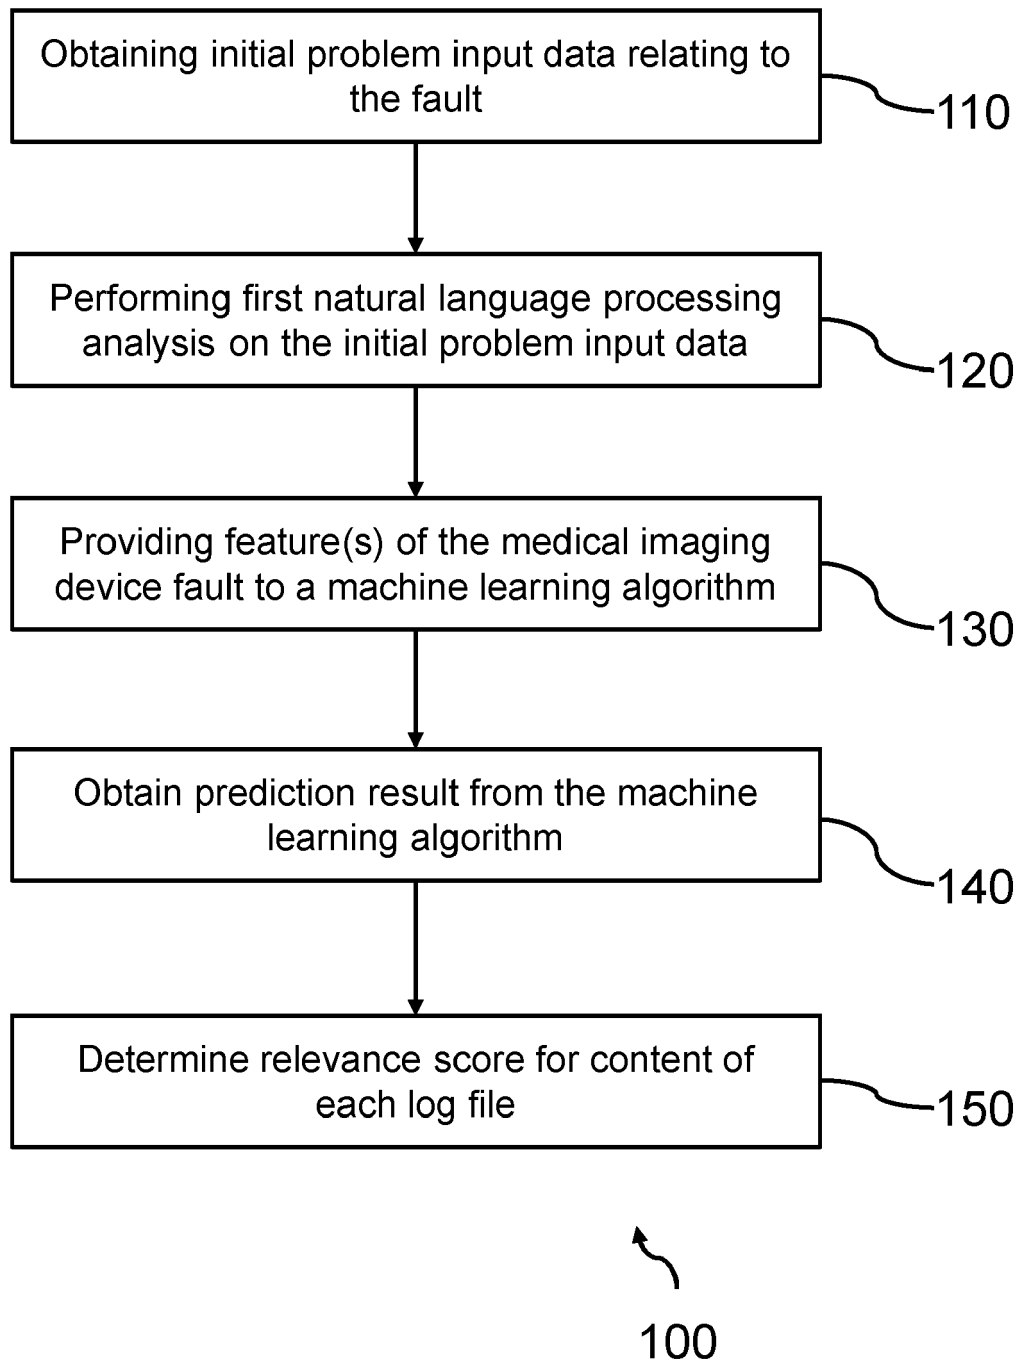 Obtaining initial problem input data relating to
the fault
110
Performing first natural language processing
analysis on the initial problem input data
120
Providing feature(s) of the medical imaging
device fault to a machine learning algorithm
130
Obtain prediction result from the machine
learning algorithm
140
Determine relevance score for content of
each log file
150
100